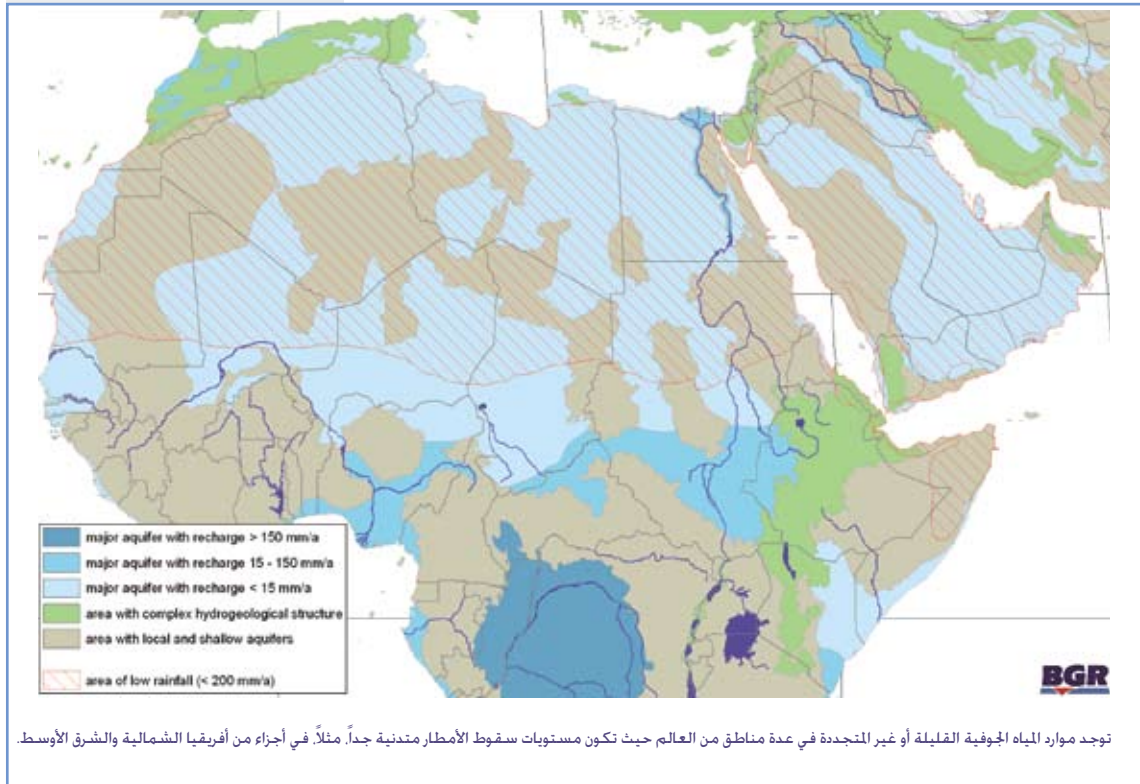 major aquifer with recharge > 150 mm/a
major aquifer with recharge 15 - 150 mm/a
major aquifer with recharge < 15 mm/a
area with complex hydrogeological structure
area with local and shallow aquifers
area of low rainfall (< 200 mm/a)
BGR
توجد موارد المياه الجوفية القليلة أو غير المتجددة في عدة مناطق من العالم حيث تكون مستويات سقوط الأمطار متدنية جداً، مثلاً، في أجزاء من أفريقيا الشمالية والشرق الأوسط.